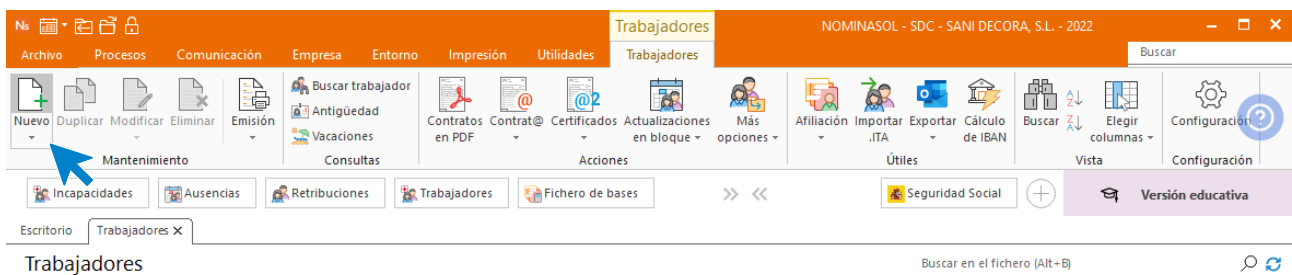 Ns Trabajadores NOMINASOL - SDC - SANI DECORA, S.L. - 2022
Archivo Procesos Comunicación Empresa Entorno Impresión Utilidades Trabajadores Buscar
Nuevo Duplicar Modificar Eliminar Emisión
Buscar trabajador
Antigüedad
Vacaciones
Contratos en PDF
Contrat@
@
@2
Certificados
Actualizaciones en bloque
Más opciones
Afiliación
Importar .ITA
Exportar
Cálculo de IBAN
Buscar
A
Z
Z
A
Elegir columnas
Configuración
?
Mantenimiento Consultas Acciones Útiles Vista Configuración
Incapacidades Ausencias Retribuciones Trabajadores Fichero de bases Seguridad Social Versión educativa
Escritorio Trabajadores X
Trabajadores Buscar en el fichero (Alt+B)